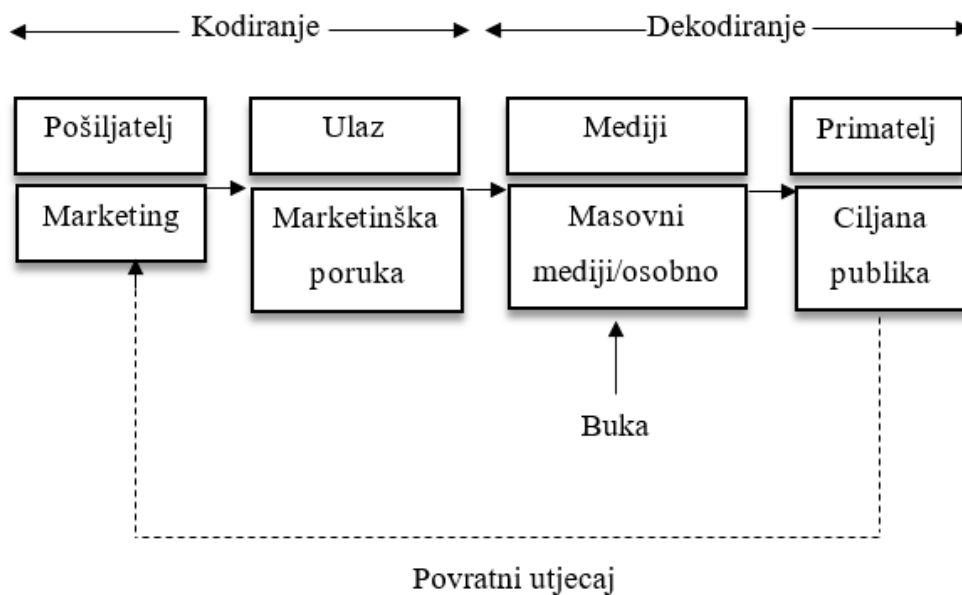 Kodiranje
Dekodiranje
Pošiljatelj
Ulaz
Mediji
Primatelj
Marketing
Marketinška
poruka
Masovni
mediji/osobno
Ciljana
publika
Buka
Povratni utjecaj